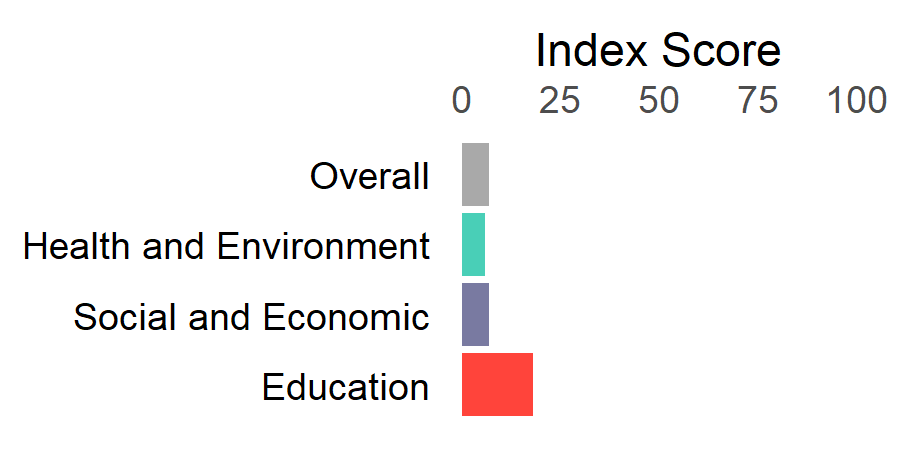 Index Score
0 25 50 75 100
Overall
Health and Environment
Social and Economic
Education